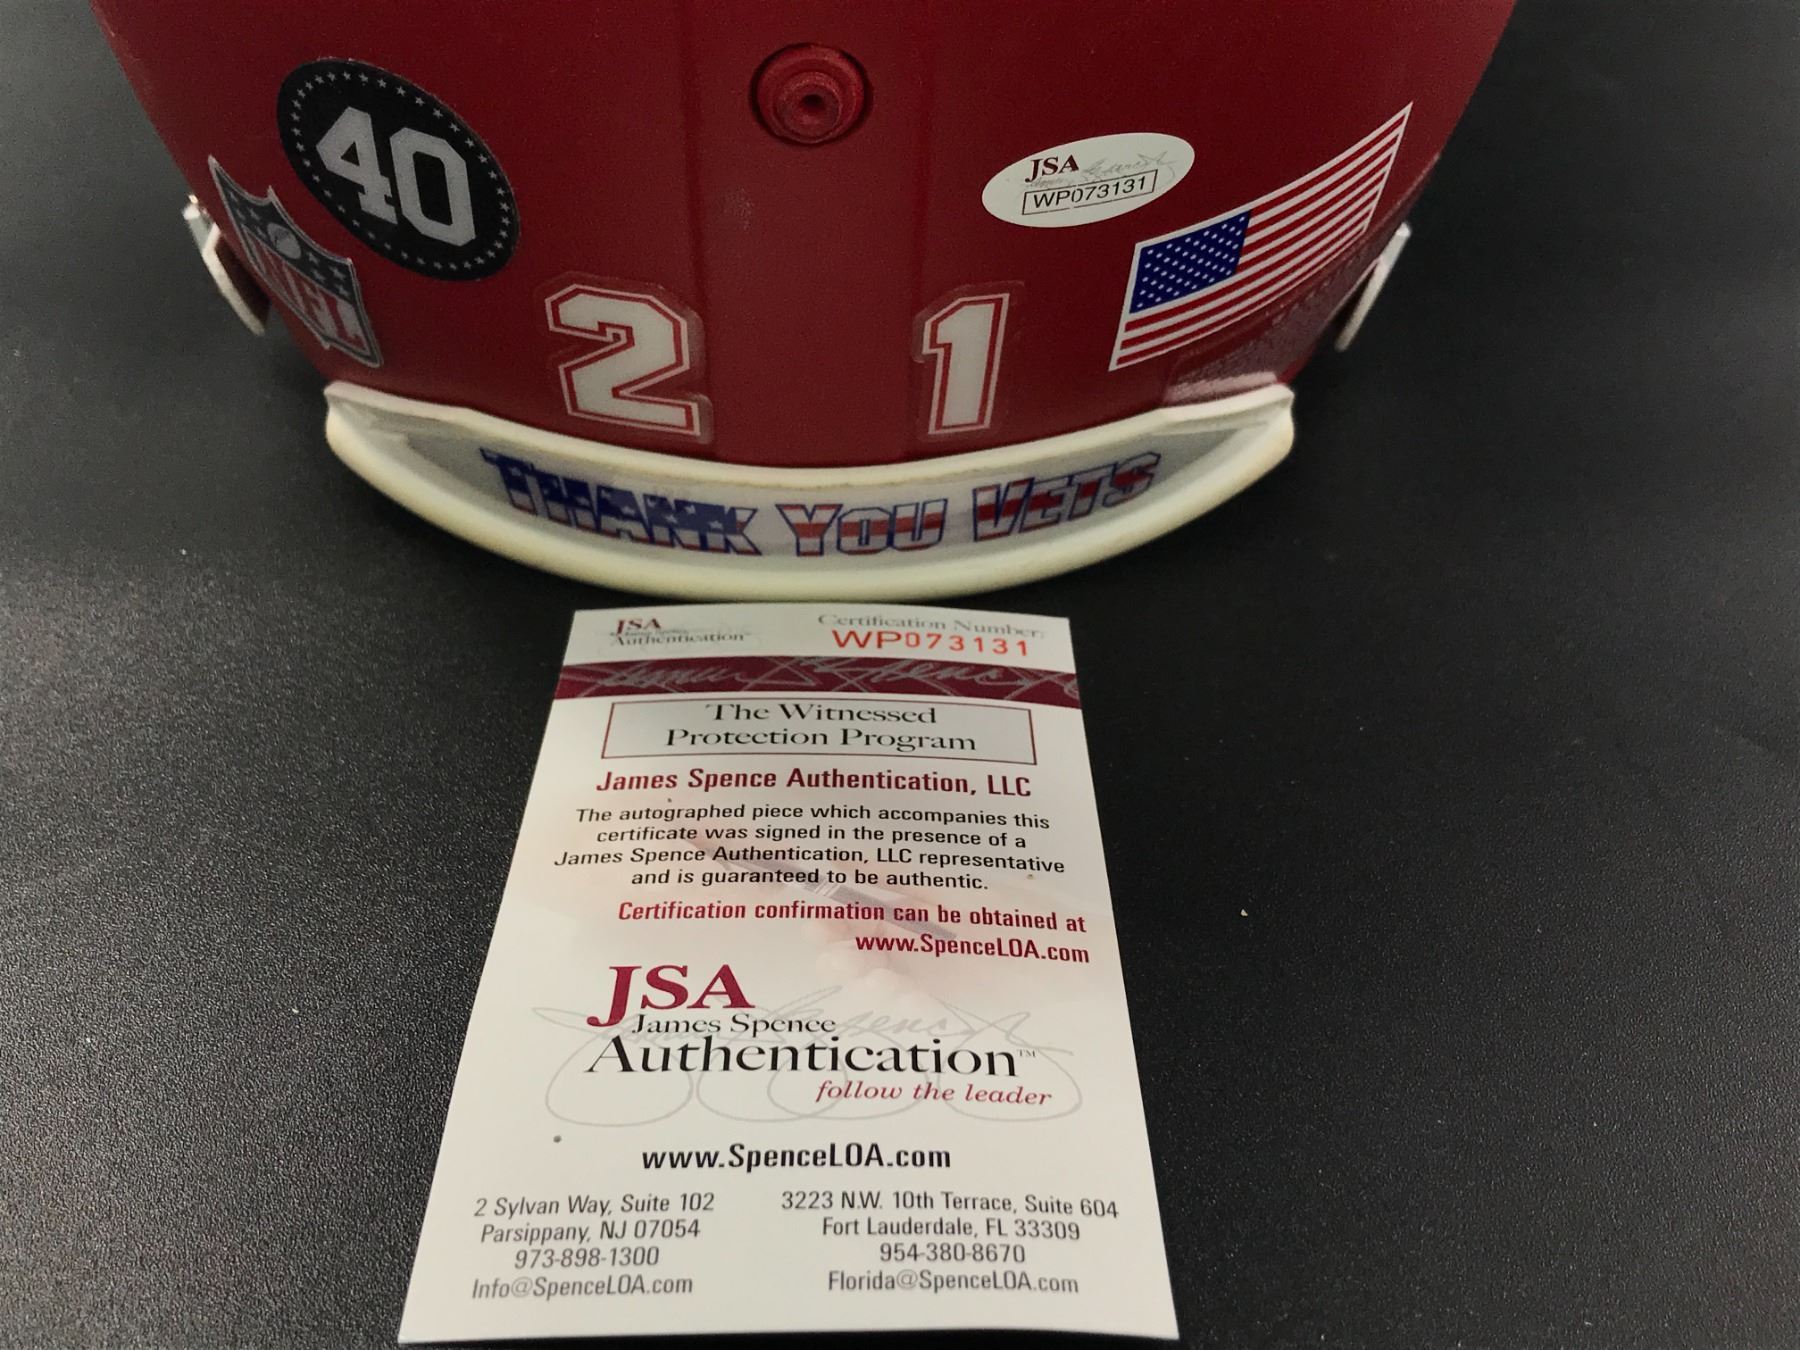 40
NFL
JSA
WP073131
2 1
THANK YOU VETS
JSA
Authentication
Certification Number:
WP073131
The Witnessed
Protection Program
James Spence Authentication, LLC
The autographed piece which accompanies this
certificate was signed in the presence of a
James Spence Authentication, LLC representative
and is guaranteed to be authentic.
Certification confirmation can be obtained at
www.SpenceLOA.com
JSA
James Spence
Authentication™
follow the leader
www.SpenceLOA.com
2 Sylvan Way, Suite 102
Parsippany, NJ 07054
973-898-1300
Info@SpenceLOA.com
3223 N.W. 10th Terrace, Suite 604
Fort Lauderdale, FL 33309
954-380-8670
Florida@SpenceLOA.com